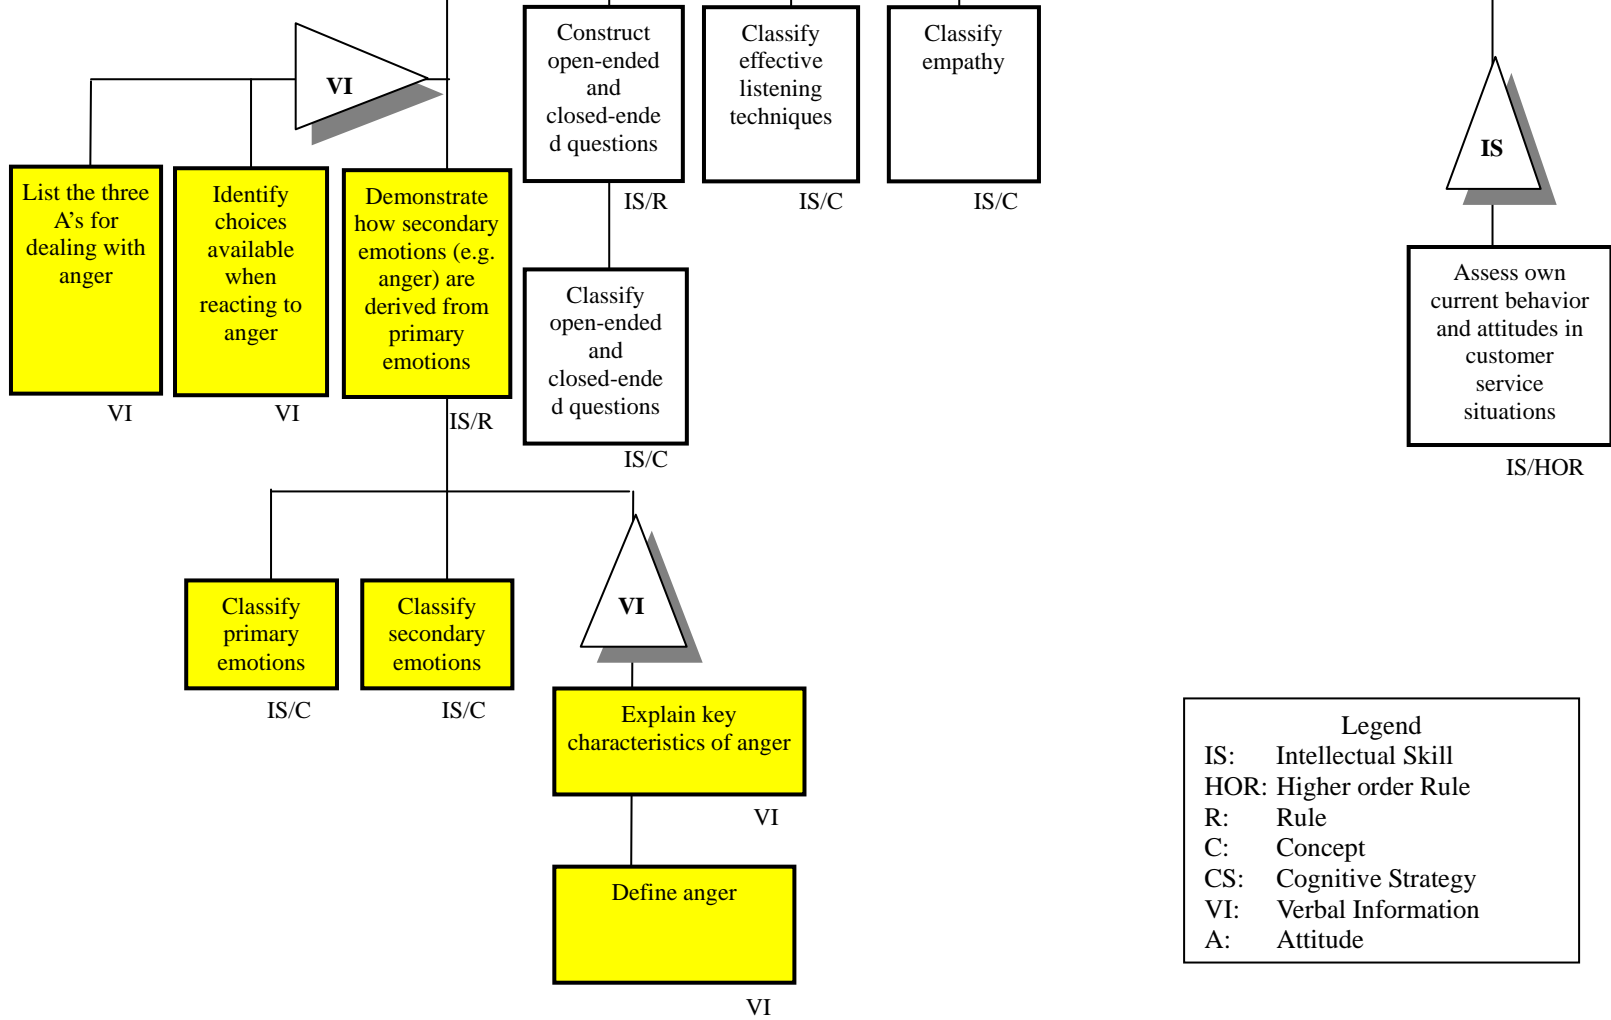 Construct
open-ended
and
closed-ende
d questions
IS/R
Classify
effective
listening
techniques
IS/C
Classify
empathy
IS/C
VI
IS
List the three
A's for
dealing with
anger
VI
Identify
choices
available
when
reacting to
anger
VI
Demonstrate
how secondary
emotions (e.g.
anger) are
derived from
primary
emotions
IS/R
Classify
open-ended
and
closed-ende
d questions
IS/C
Assess own
current behavior
and attitudes in
customer
service
situations
IS/HOR
Classify
primary
emotions
IS/C
Classify
secondary
emotions
IS/C
VI
Explain key
characteristics of anger
VI
Define anger
VI
Legend
IS: Intellectual Skill
HOR: Higher order Rule
R: Rule
C: Concept
CS: Cognitive Strategy
VI: Verbal Information
A: Attitude